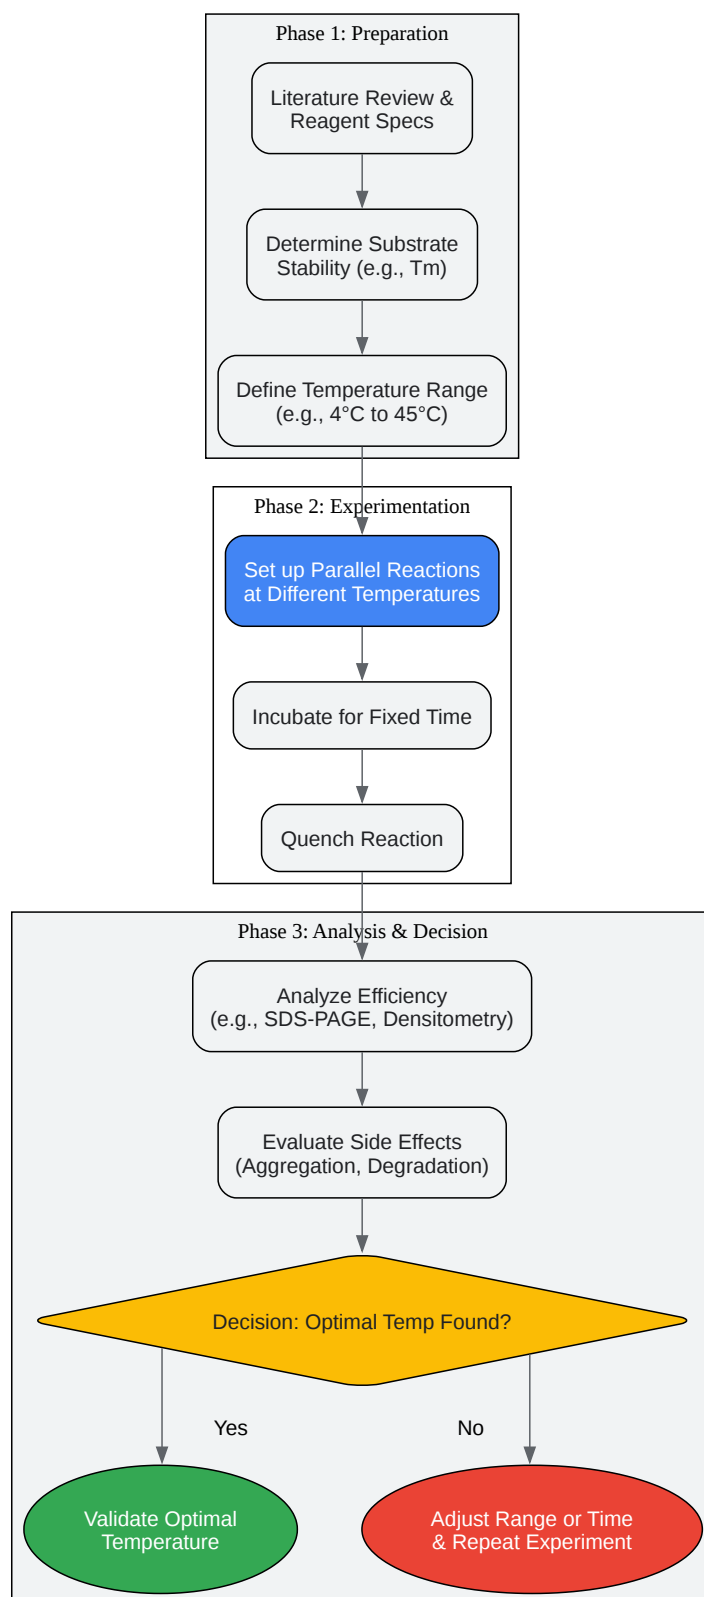 Phase 1: Preparation
Literature Review &
Reagent Specs
Determine Substrate
Stability (e.g., Tm)
Define Temperature Range
(e.g., 4°C to 45°C)
Phase 2: Experimentation
Set up Parallel Reactions
at Different Temperatures
Incubate for Fixed Time
Quench Reaction
Phase 3: Analysis & Decision
Analyze Efficiency
(e.g., SDS-PAGE, Densitometry)
Evaluate Side Effects
(Aggregation, Degradation)
Decision: Optimal Temp Found?
Yes
No
Validate Optimal
Temperature
Adjust Range or Time
& Repeat Experiment